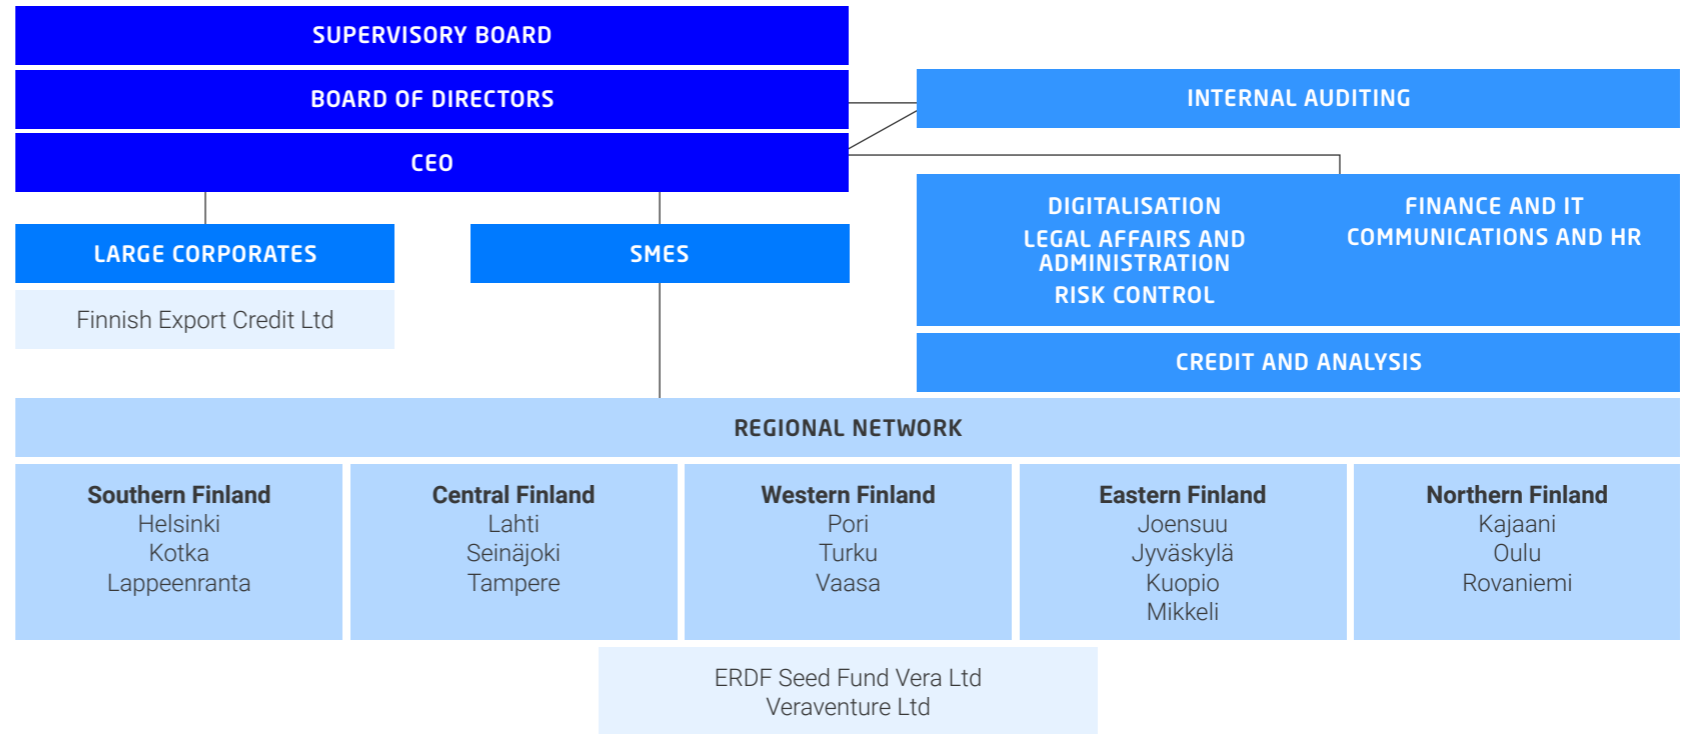 SUPERVISORY BOARD
BOARD OF DIRECTORS
INTERNAL AUDITING
CEO
DIGITALISATION
LEGAL AFFAIRS AND
ADMINISTRATION
RISK CONTROL
FINANCE AND IT
COMMUNICATIONS AND HR
LARGE CORPORATES
SMES
Finnish Export Credit Ltd
CREDIT AND ANALYSIS
REGIONAL NETWORK
Southern Finland
Helsinki
Kotka
Lappeenranta
Central Finland
Lahti
Seinäjoki
Tampere
Western Finland
Pori
Turku
Vaasa
Eastern Finland
Joensuu
Jyväskylä
Kuopio
Mikkeli
Northern Finland
Kajaani
Oulu
Rovaniemi
ERDF Seed Fund Vera Ltd
Veraventure Ltd